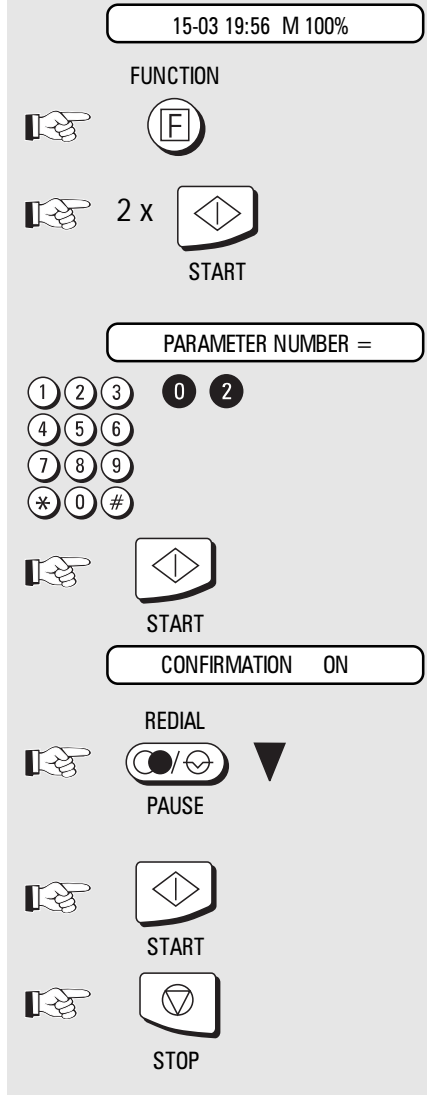 15-03 19:56 M 100%
FUNCTION
F
2 x
START
PARAMETER NUMBER =
1 2 3 0 2
4 5 6
7 8 9
* 0 #
START
CONFIRMATION ON
REDIAL
/
PAUSE
START
STOP